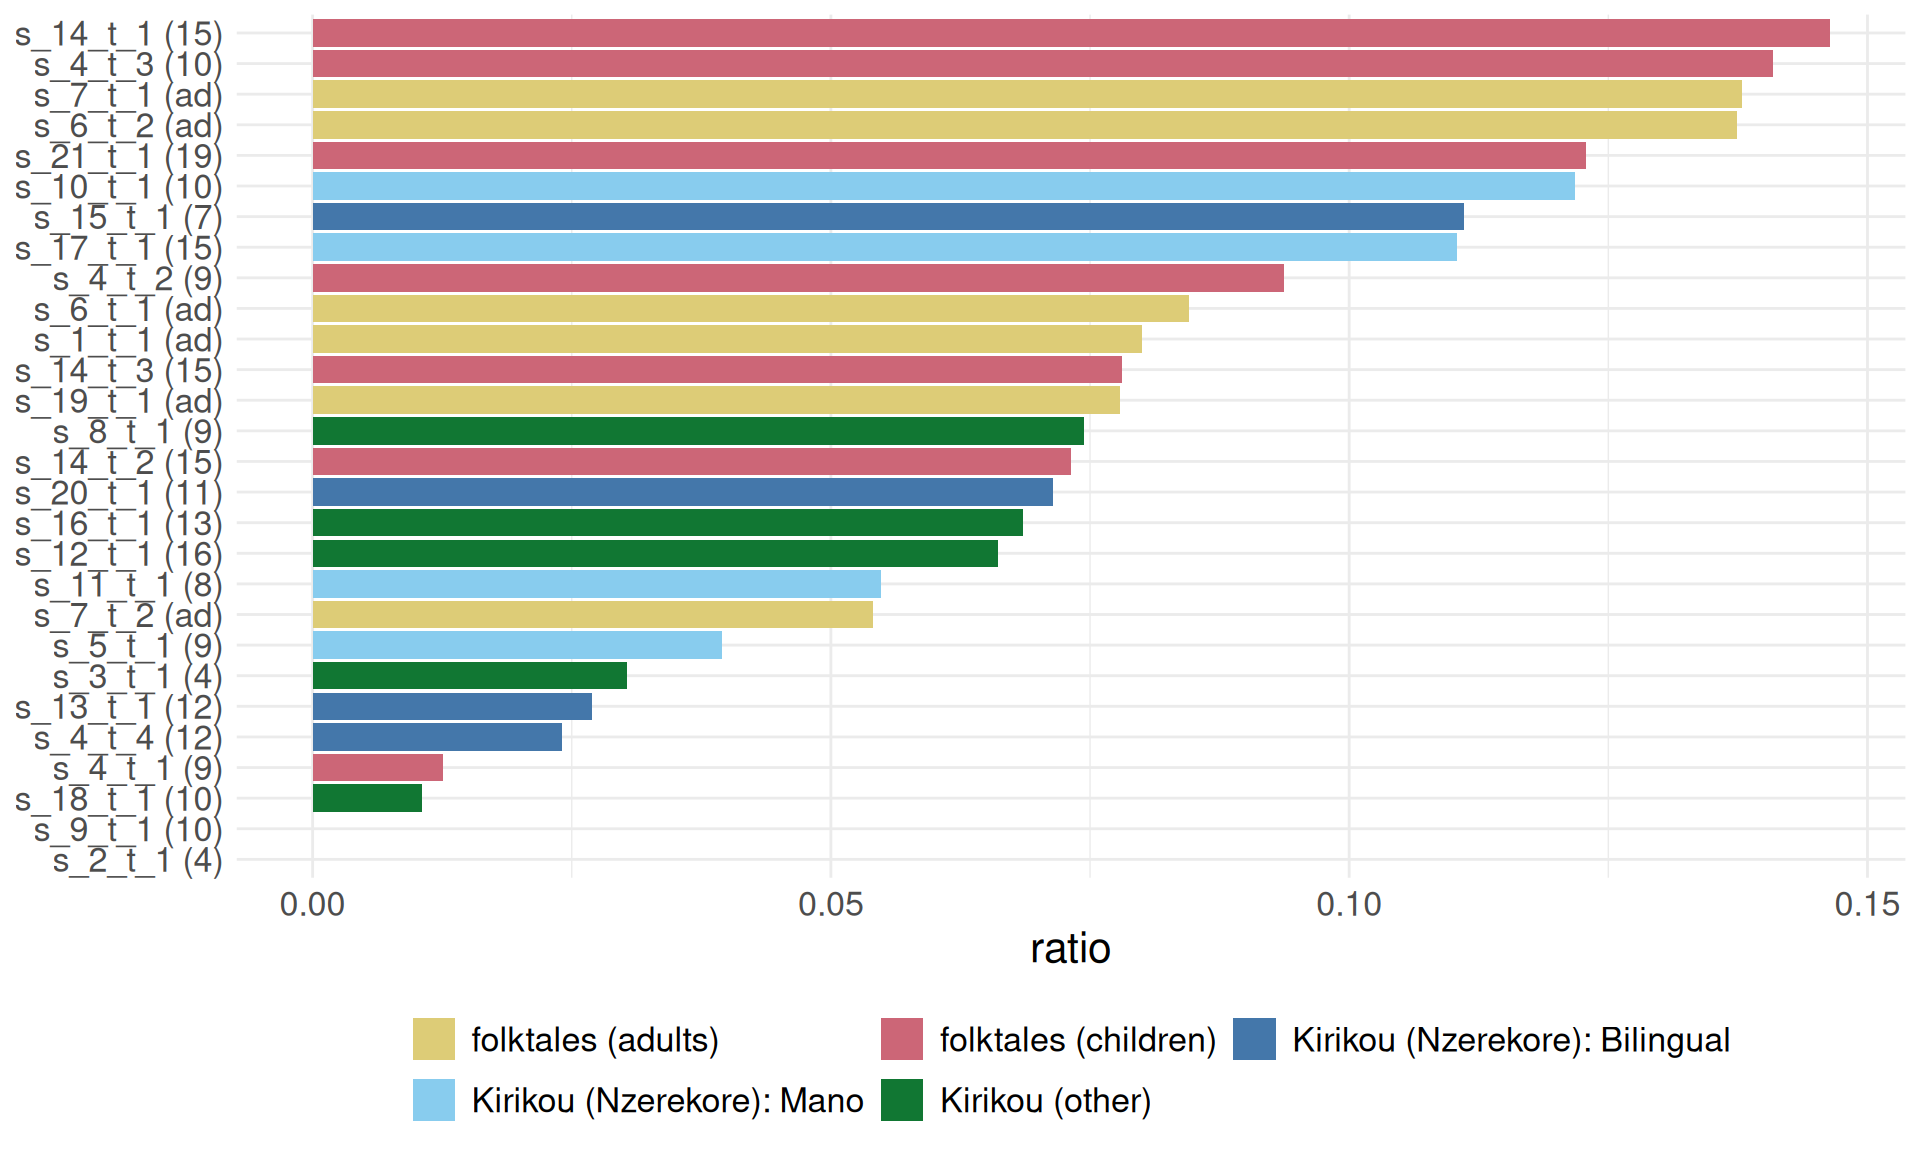 s_14_t_1 (15)
s_4_t_3 (10)
s_7_t_1 (ad)
s_6_t_2 (ad)
s_21_t_1 (19)
s_10_t_1 (10)
s_15_t_1 (7)
s_17_t_1 (15)
s_4_t_2 (9)
s_6_t_1 (ad)
s_1_t_1 (ad)
s_14_t_3 (15)
s_19_t_1 (ad)
s_8_t_1 (9)
s_14_t_2 (15)
s_20_t_1 (11)
s_16_t_1 (13)
s_12_t_1 (16)
s_11_t_1 (8)
s_7_t_2 (ad)
s_5_t_1 (9)
s_3_t_1 (4)
s_13_t_1 (12)
s_4_t_4 (12)
s_4_t_1 (9)
s_18_t_1 (10)
s_9_t_1 (10)
s_2_t_1 (4)
0.00 0.05 0.10 0.15
ratio
folktales (adults) folktales (children) Kirikou (Nzerekore): Bilingual
Kirikou (Nzerekore): Mano Kirikou (other)